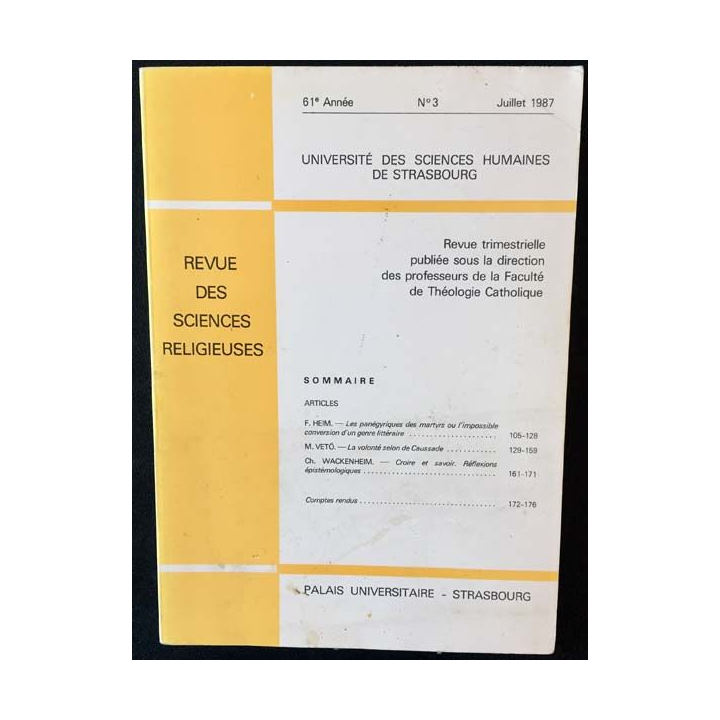 61e Année N°3 Juillet 1987
UNIVERSITÉ DES SCIENCES HUMAINES
DE STRASBOURG
REVUE
DES
SCIENCES
RELIGIEUSES
Revue trimestrielle
publiée sous la direction
des professeurs de la Faculté
de Théologie Catholique
SOMMAIRE
ARTICLES
F. HEIM. — Les panégyriques des martyrs ou l'impossible
conversion d'un genre littéraire ........................ 105-128
M. VETÖ. — La volonté selon de Caussade ............. 129-159
Ch. WACKENHEIM. — Croire et savoir. Réflexions
épistémologiques .................................... 161-171
Comptes rendus ...................................... 172-176
PALAIS UNIVERSITAIRE - STRASBOURG